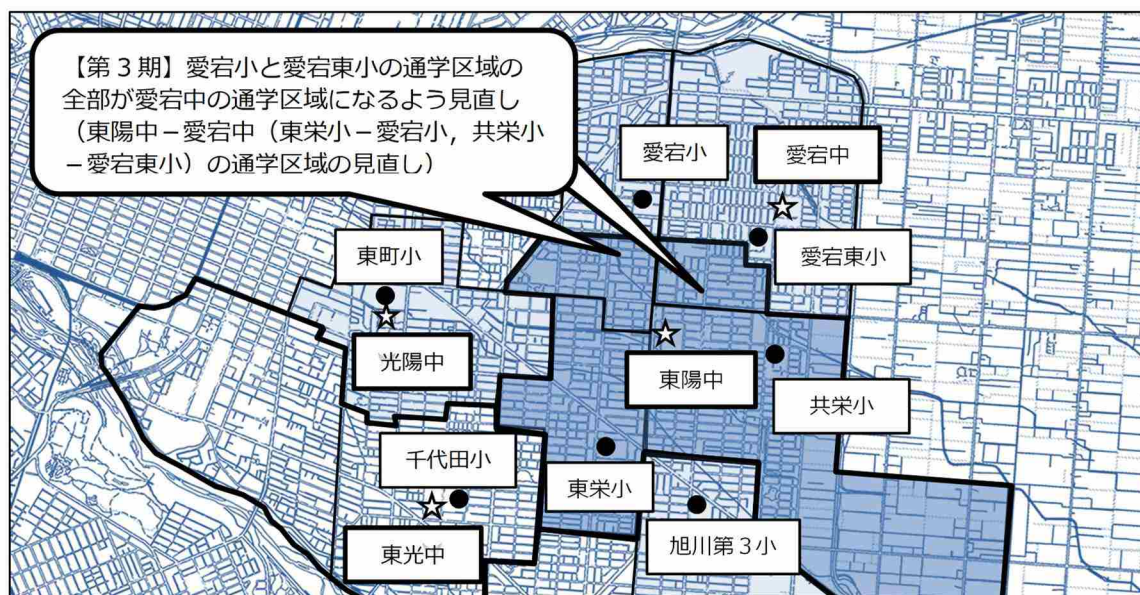 【第３期】愛宕小と愛宕東小の通学区域の
全部が愛宕中の通学区域になるよう見直し
（東陽中－愛宕中（東栄小－愛宕小，共栄小
－愛宕東小）の通学区域の見直し）
愛宕小
愛宕中
東町小
愛宕東小
光陽中
東陽中
共栄小
千代田小
東栄小
東光中
旭川第３小